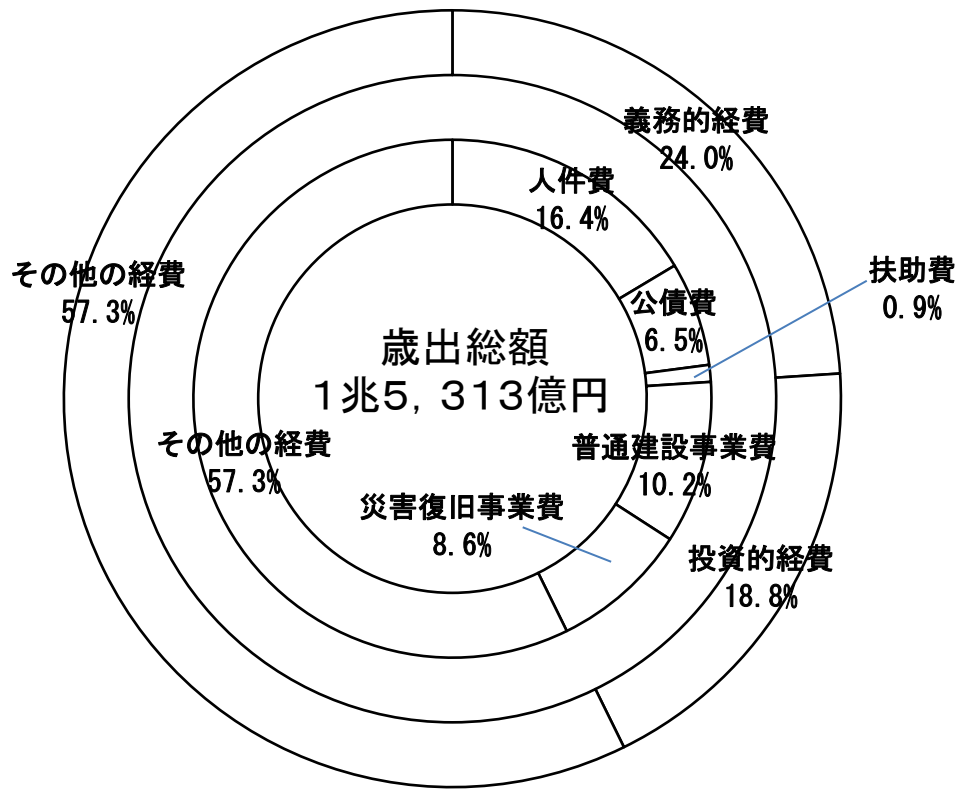 義務的経費
24.0%
人件費
16.4%
扶助費
0.9%
その他の経費
57.3%
公債費
6.5%
歳出総額
1兆5,313億円
その他の経費
57.3%
普通建設事業費
10.2%
災害復旧事業費
8.6%
投資的経費
18.8%